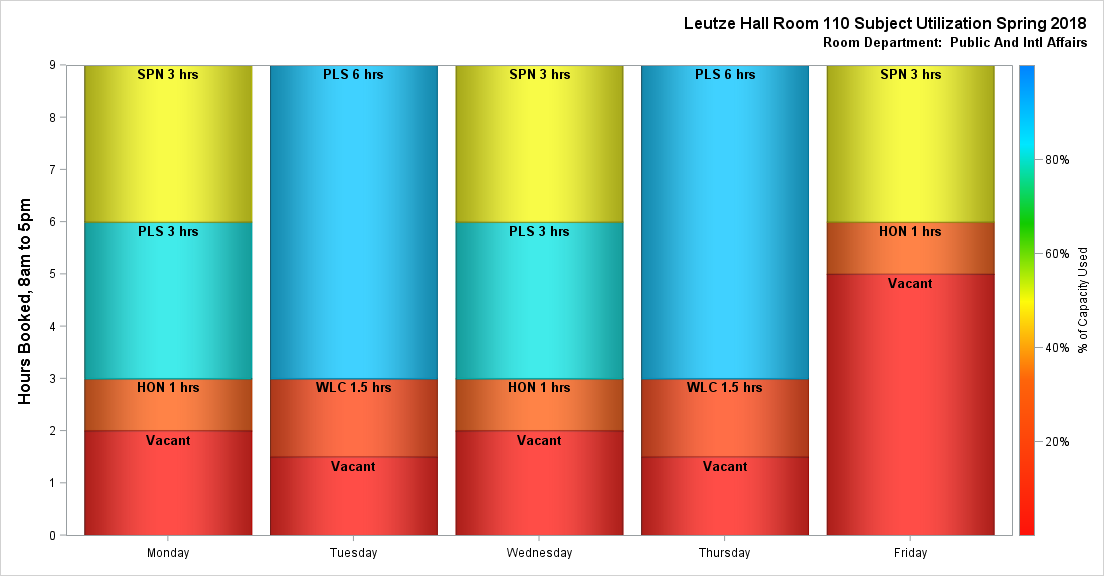 Leutze Hall Room 110 Subject Utilization Spring 2018
Room Department: Public And Intl Affairs
Hours Booked, 8am to 5pm
9
8
7
6
5
4
3
2
1
0
SPN 3 hrs
PLS 3 hrs
HON 1 hrs
Vacant
PLS 6 hrs
WLC 1.5 hrs
Vacant
SPN 3 hrs
PLS 3 hrs
HON 1 hrs
Vacant
PLS 6 hrs
WLC 1.5 hrs
Vacant
SPN 3 hrs
HON 1 hrs
Vacant
Monday
Tuesday
Wednesday
Thursday
Friday
80%
60%
40%
20%
% of Capacity Used